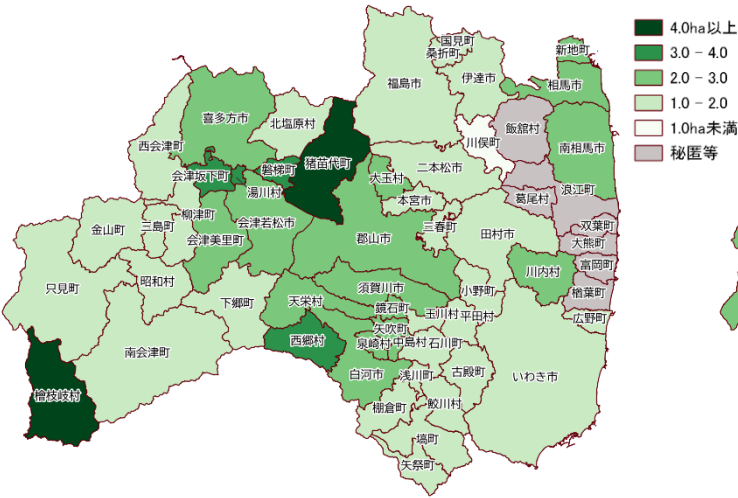 4.0ha以上
3.0 - 4.0
2.0 - 3.0
1.0 - 2.0
1.0ha未満
秘匿等
国見町
桑折町
新地町
福島市
伊達市
相馬市
喜多方市
北塩原村
川俣町
飯舘村
西会津町
南相馬市
猪苗代町
磐梯町
会津坂下町
二本松市
大玉村
湯川村
浪江町
葛尾村
本宮市
柳津町
会津若松市
三春町
双葉町
金山町
三島町
会津美里町
郡山市
田村市
大熊町
富岡町
川内村
昭和村
只見町
須賀川市
小野町
楢葉町
下郷町
天栄村
鏡石町
玉川村
平田村
広野町
矢吹町
西郷村
泉崎村
中島村
石川町
南会津町
白河市
浅川町
古殿町
いわき市
檜枝岐村
棚倉町
鮫川村
塙町
矢祭町